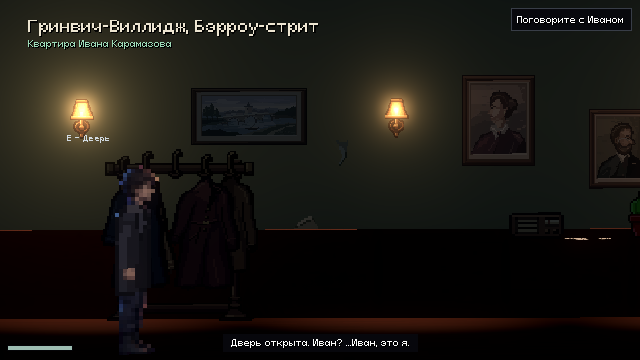 Гринвич-Виллидж, Бэрроу-стрит
Квартира Ивана Карамазова
Поговорите с Иваном
E - Дверь
Дверь открыта. Иван? ...Иван, это я.